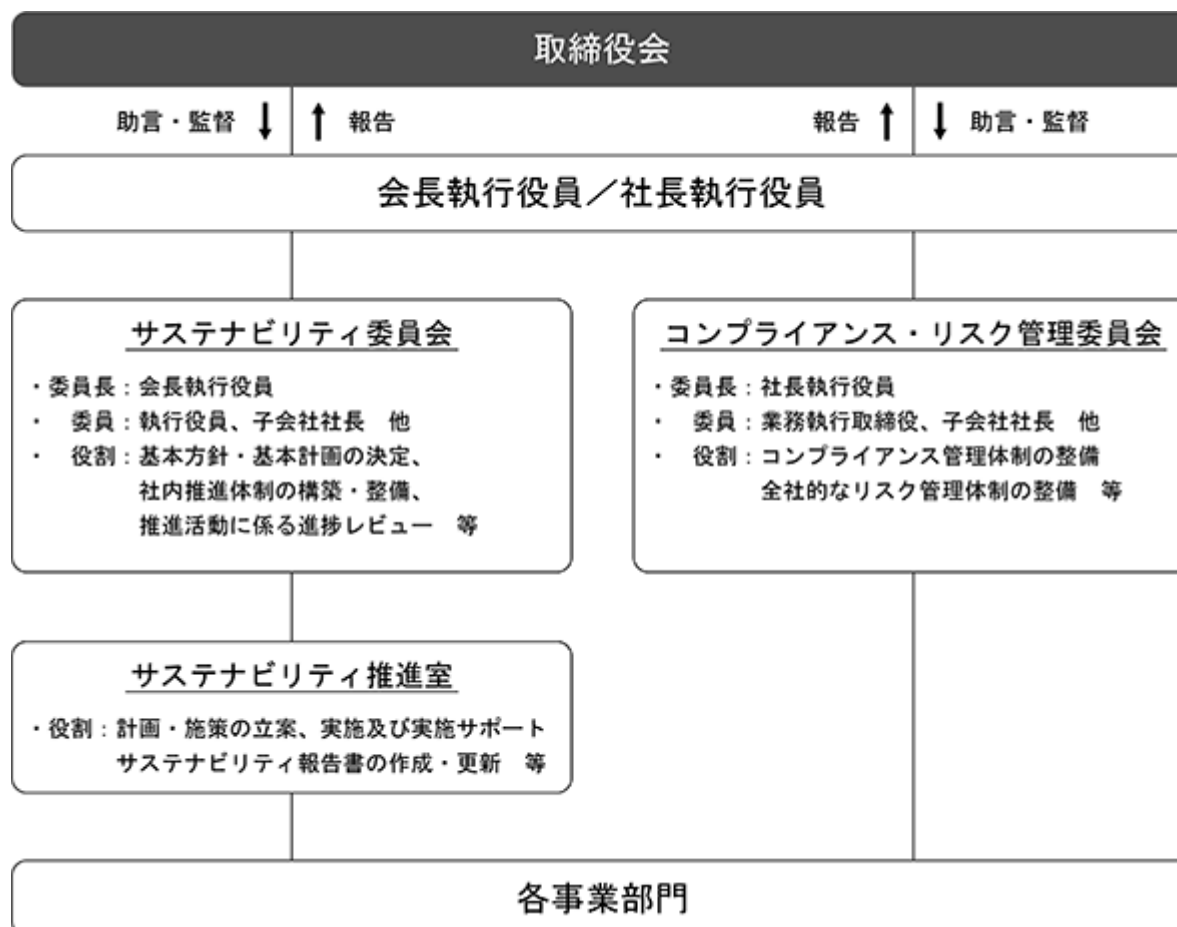 取締役会
助言・監督 ↓ ↑ 報告
報告 ↑ ↓ 助言・監督
会長執行役員／社長執行役員
サステナビリティ委員会
・委員長：会長執行役員
・　委員：執行役員、子会社社長　他
・　役割：基本方針・基本計画の決定、
社内推進体制の構築・整備、
推進活動に係る進捗レビュー　等
コンプライアンス・リスク管理委員会
・委員長：社長執行役員
・　委員：業務執行取締役、子会社社長　他
・　役割：コンプライアンス管理体制の整備
全社的なリスク管理体制の整備　等
サステナビリティ推進室
・役割：計画・施策の立案、実施及び実施サポート
サステナビリティ報告書の作成・更新　等
各事業部門